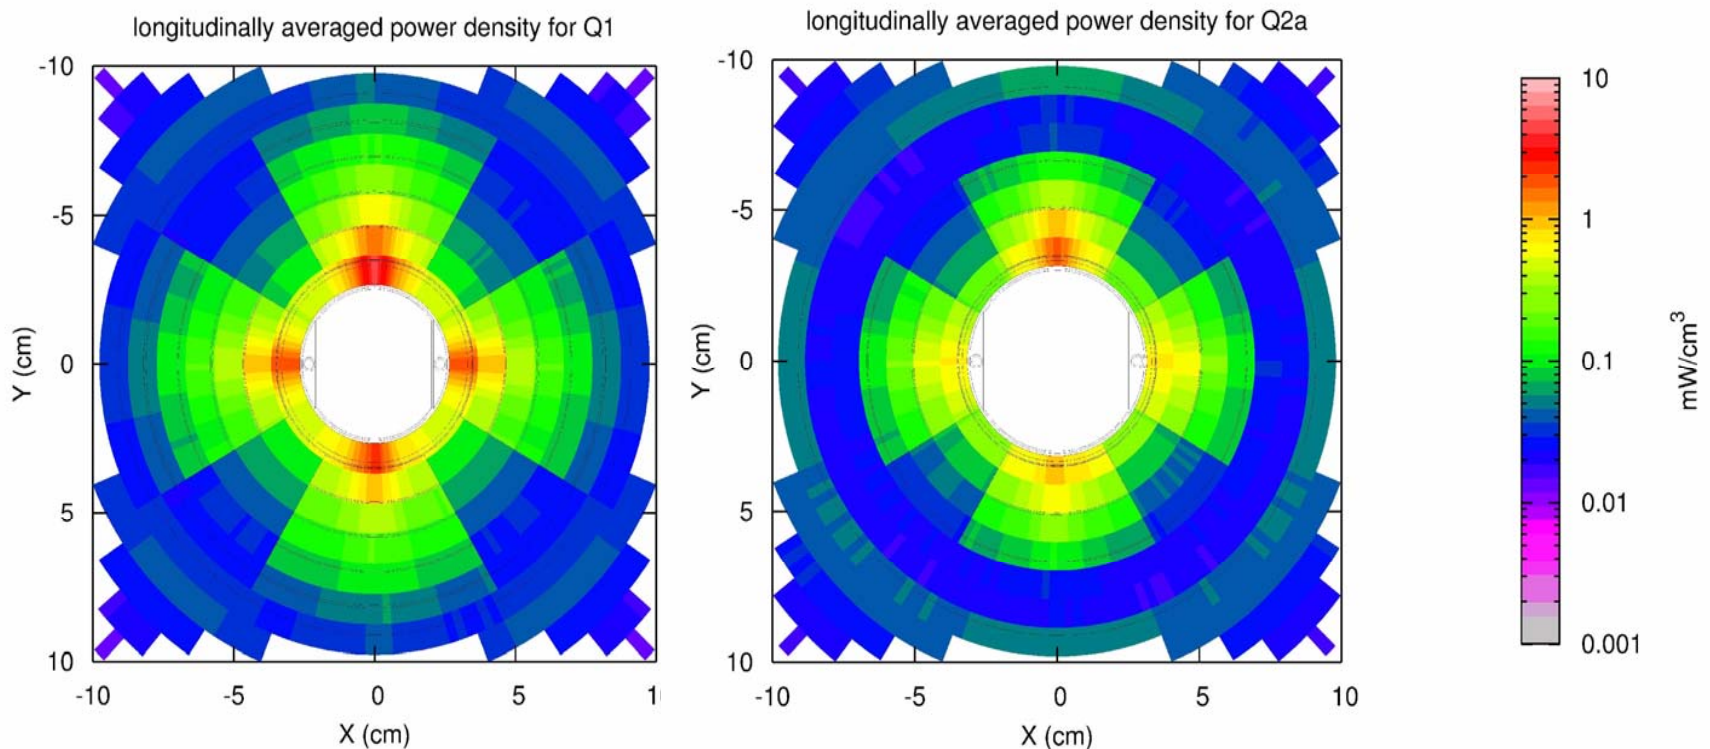 longitudinally averaged power density for Q1
-10
-5
0
5
10
-10 -5 0 5 1
Y (cm)
X (cm)
longitudinally averaged power density for Q2a
-10
-5
0
5
10
-10 -5 0 5 10
Y (cm)
X (cm)
10
1
0.1
0.01
0.001
mW/cm³